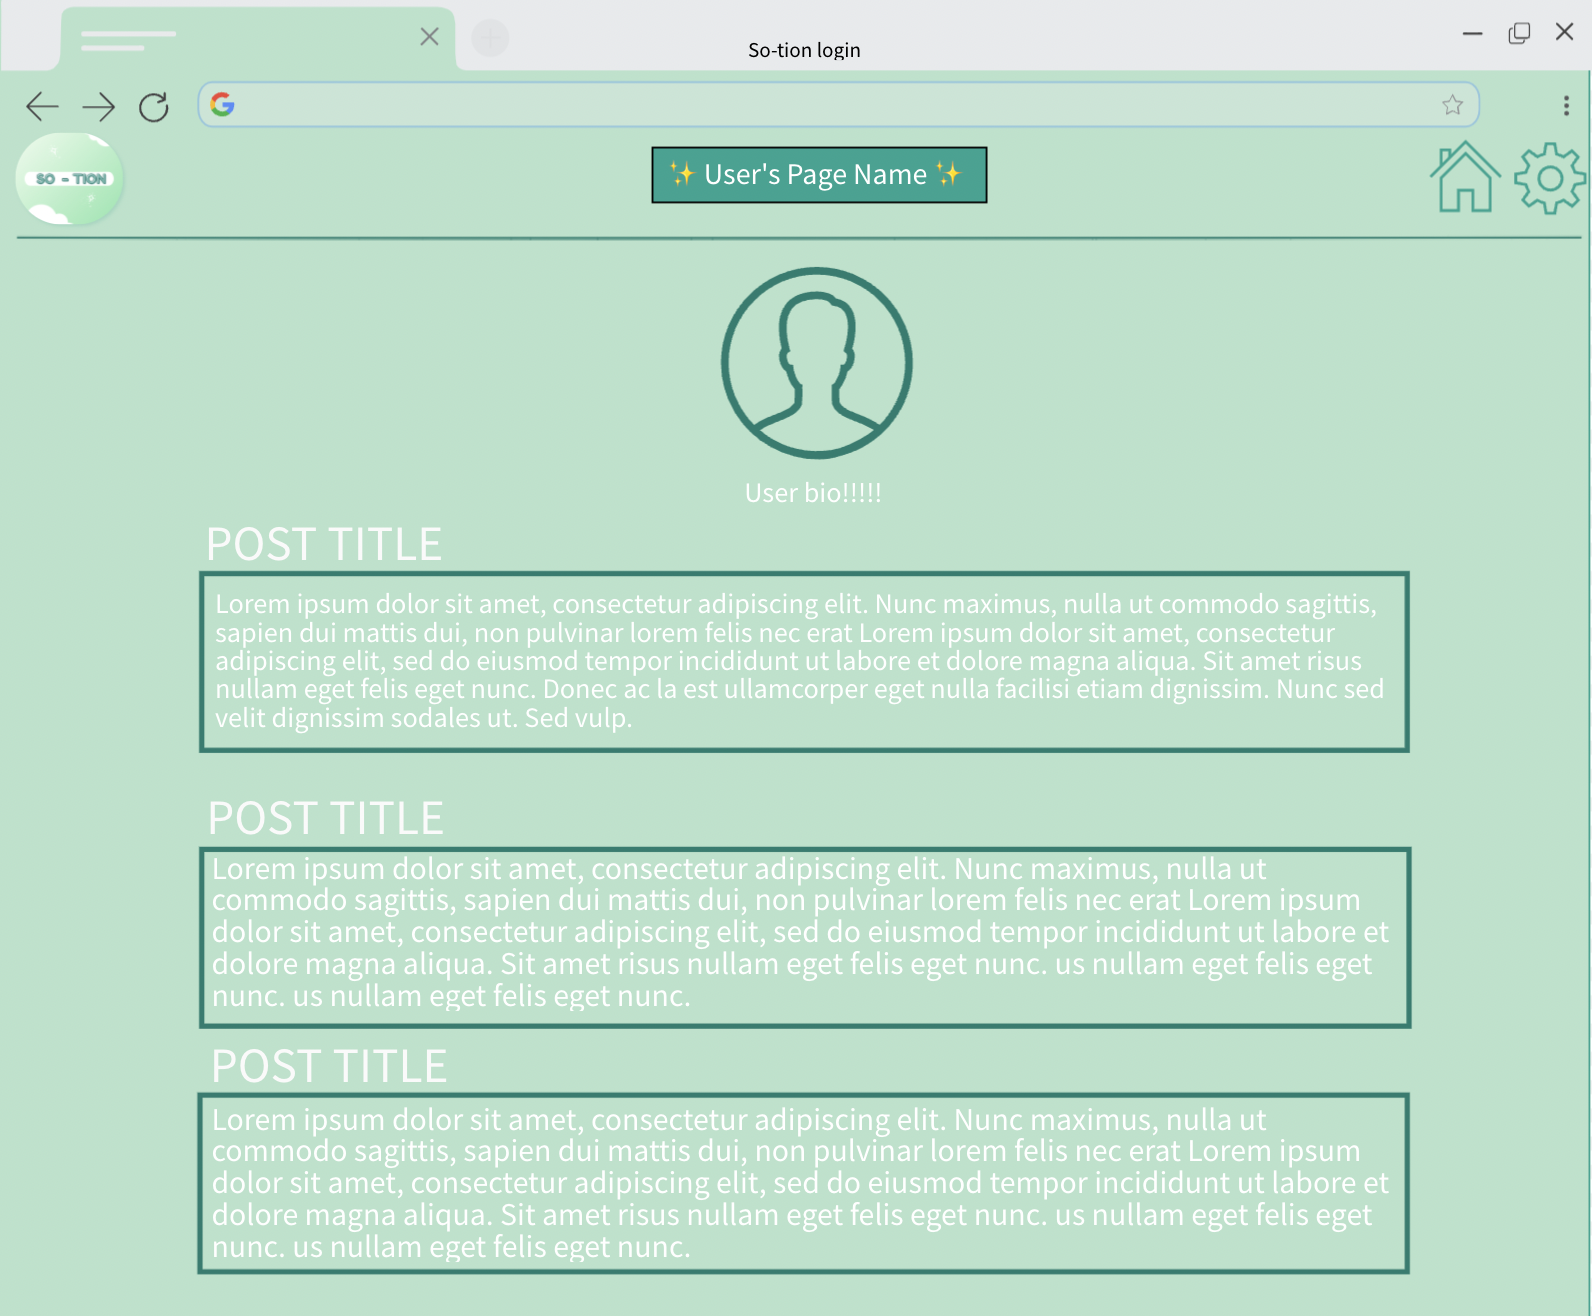 So-tion login
SO - TION
✨ User's Page Name ✨
User bio!!!!!
POST TITLE
Lorem ipsum dolor sit amet, consectetur adipiscing elit. Nunc maximus, nulla ut commodo sagittis,
sapien dui mattis dui, non pulvinar lorem felis nec erat Lorem ipsum dolor sit amet, consectetur
adipiscing elit, sed do eiusmod tempor incididunt ut labore et dolore magna aliqua. Sit amet risus
nullam eget felis eget nunc. Donec ac la est ullamcorper eget nulla facilisi etiam dignissim. Nunc sed
velit dignissim sodales ut. Sed vulp.
POST TITLE
Lorem ipsum dolor sit amet, consectetur adipiscing elit. Nunc maximus, nulla ut
commodo sagittis, sapien dui mattis dui, non pulvinar lorem felis nec erat Lorem ipsum
dolor sit amet, consectetur adipiscing elit, sed do eiusmod tempor incididunt ut labore et
dolore magna aliqua. Sit amet risus nullam eget felis eget nunc. us nullam eget felis eget
nunc. us nullam eget felis eget nunc.
POST TITLE
Lorem ipsum dolor sit amet, consectetur adipiscing elit. Nunc maximus, nulla ut
commodo sagittis, sapien dui mattis dui, non pulvinar lorem felis nec erat Lorem ipsum
dolor sit amet, consectetur adipiscing elit, sed do eiusmod tempor incididunt ut labore et
dolore magna aliqua. Sit amet risus nullam eget felis eget nunc. us nullam eget felis eget
nunc. us nullam eget felis eget nunc.